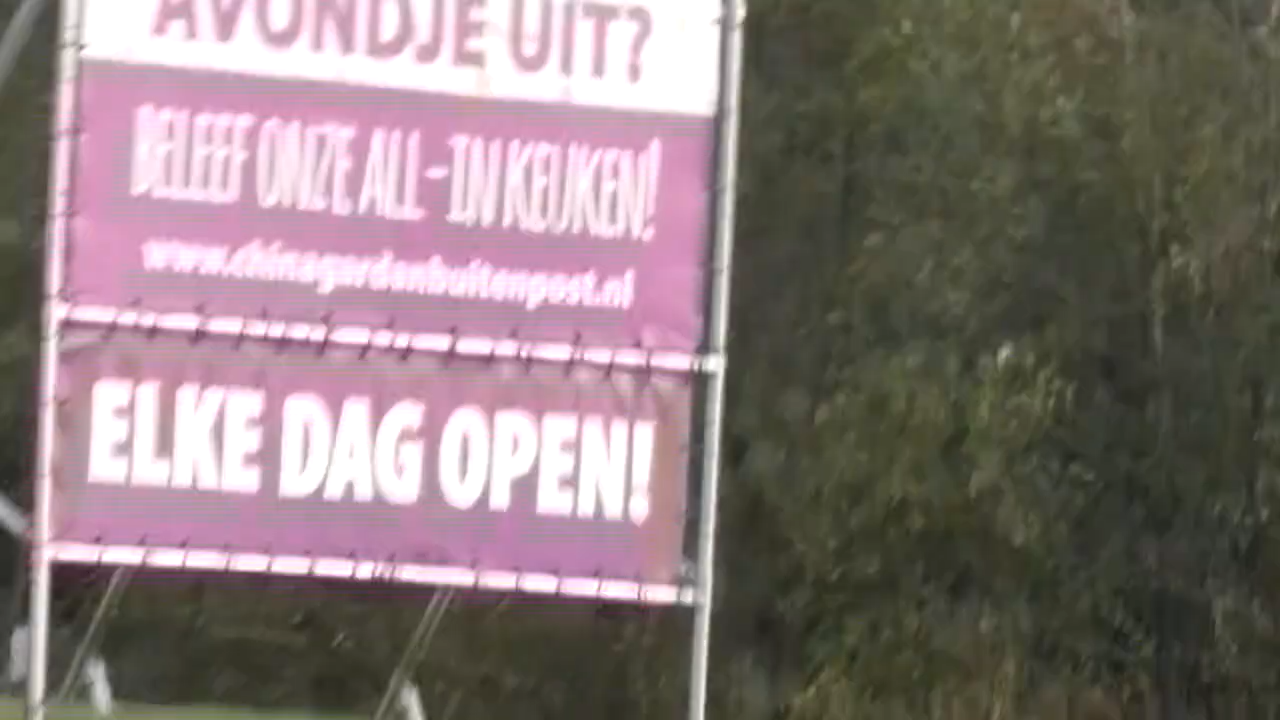 AVONDJE UIT?
BELEEF ONZE ALL-IN KEUKEN!
www.chinagardenbuitenpost.nl
ELKE DAG OPEN!